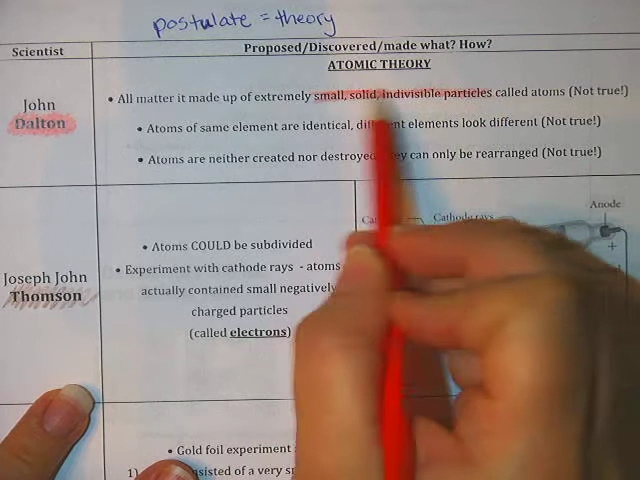 postulate = theory
Scientist
Proposed/Discovered/made what? How?
ATOMIC THEORY
John
Dalton
• All matter it made up of extremely small, solid, indivisible particles called atoms (Not true!)
• Atoms of same element are identical, different elements look different (Not true!)
• Atoms are neither created nor destroyed they can only be rearranged (Not true!)
Joseph John
Thomson
• Atoms COULD be subdivided
• Experiment with cathode rays - atoms
actually contained small negatively
charged particles
(called electrons)
Cathode rays
Anode
+
• Gold foil experiment
1)